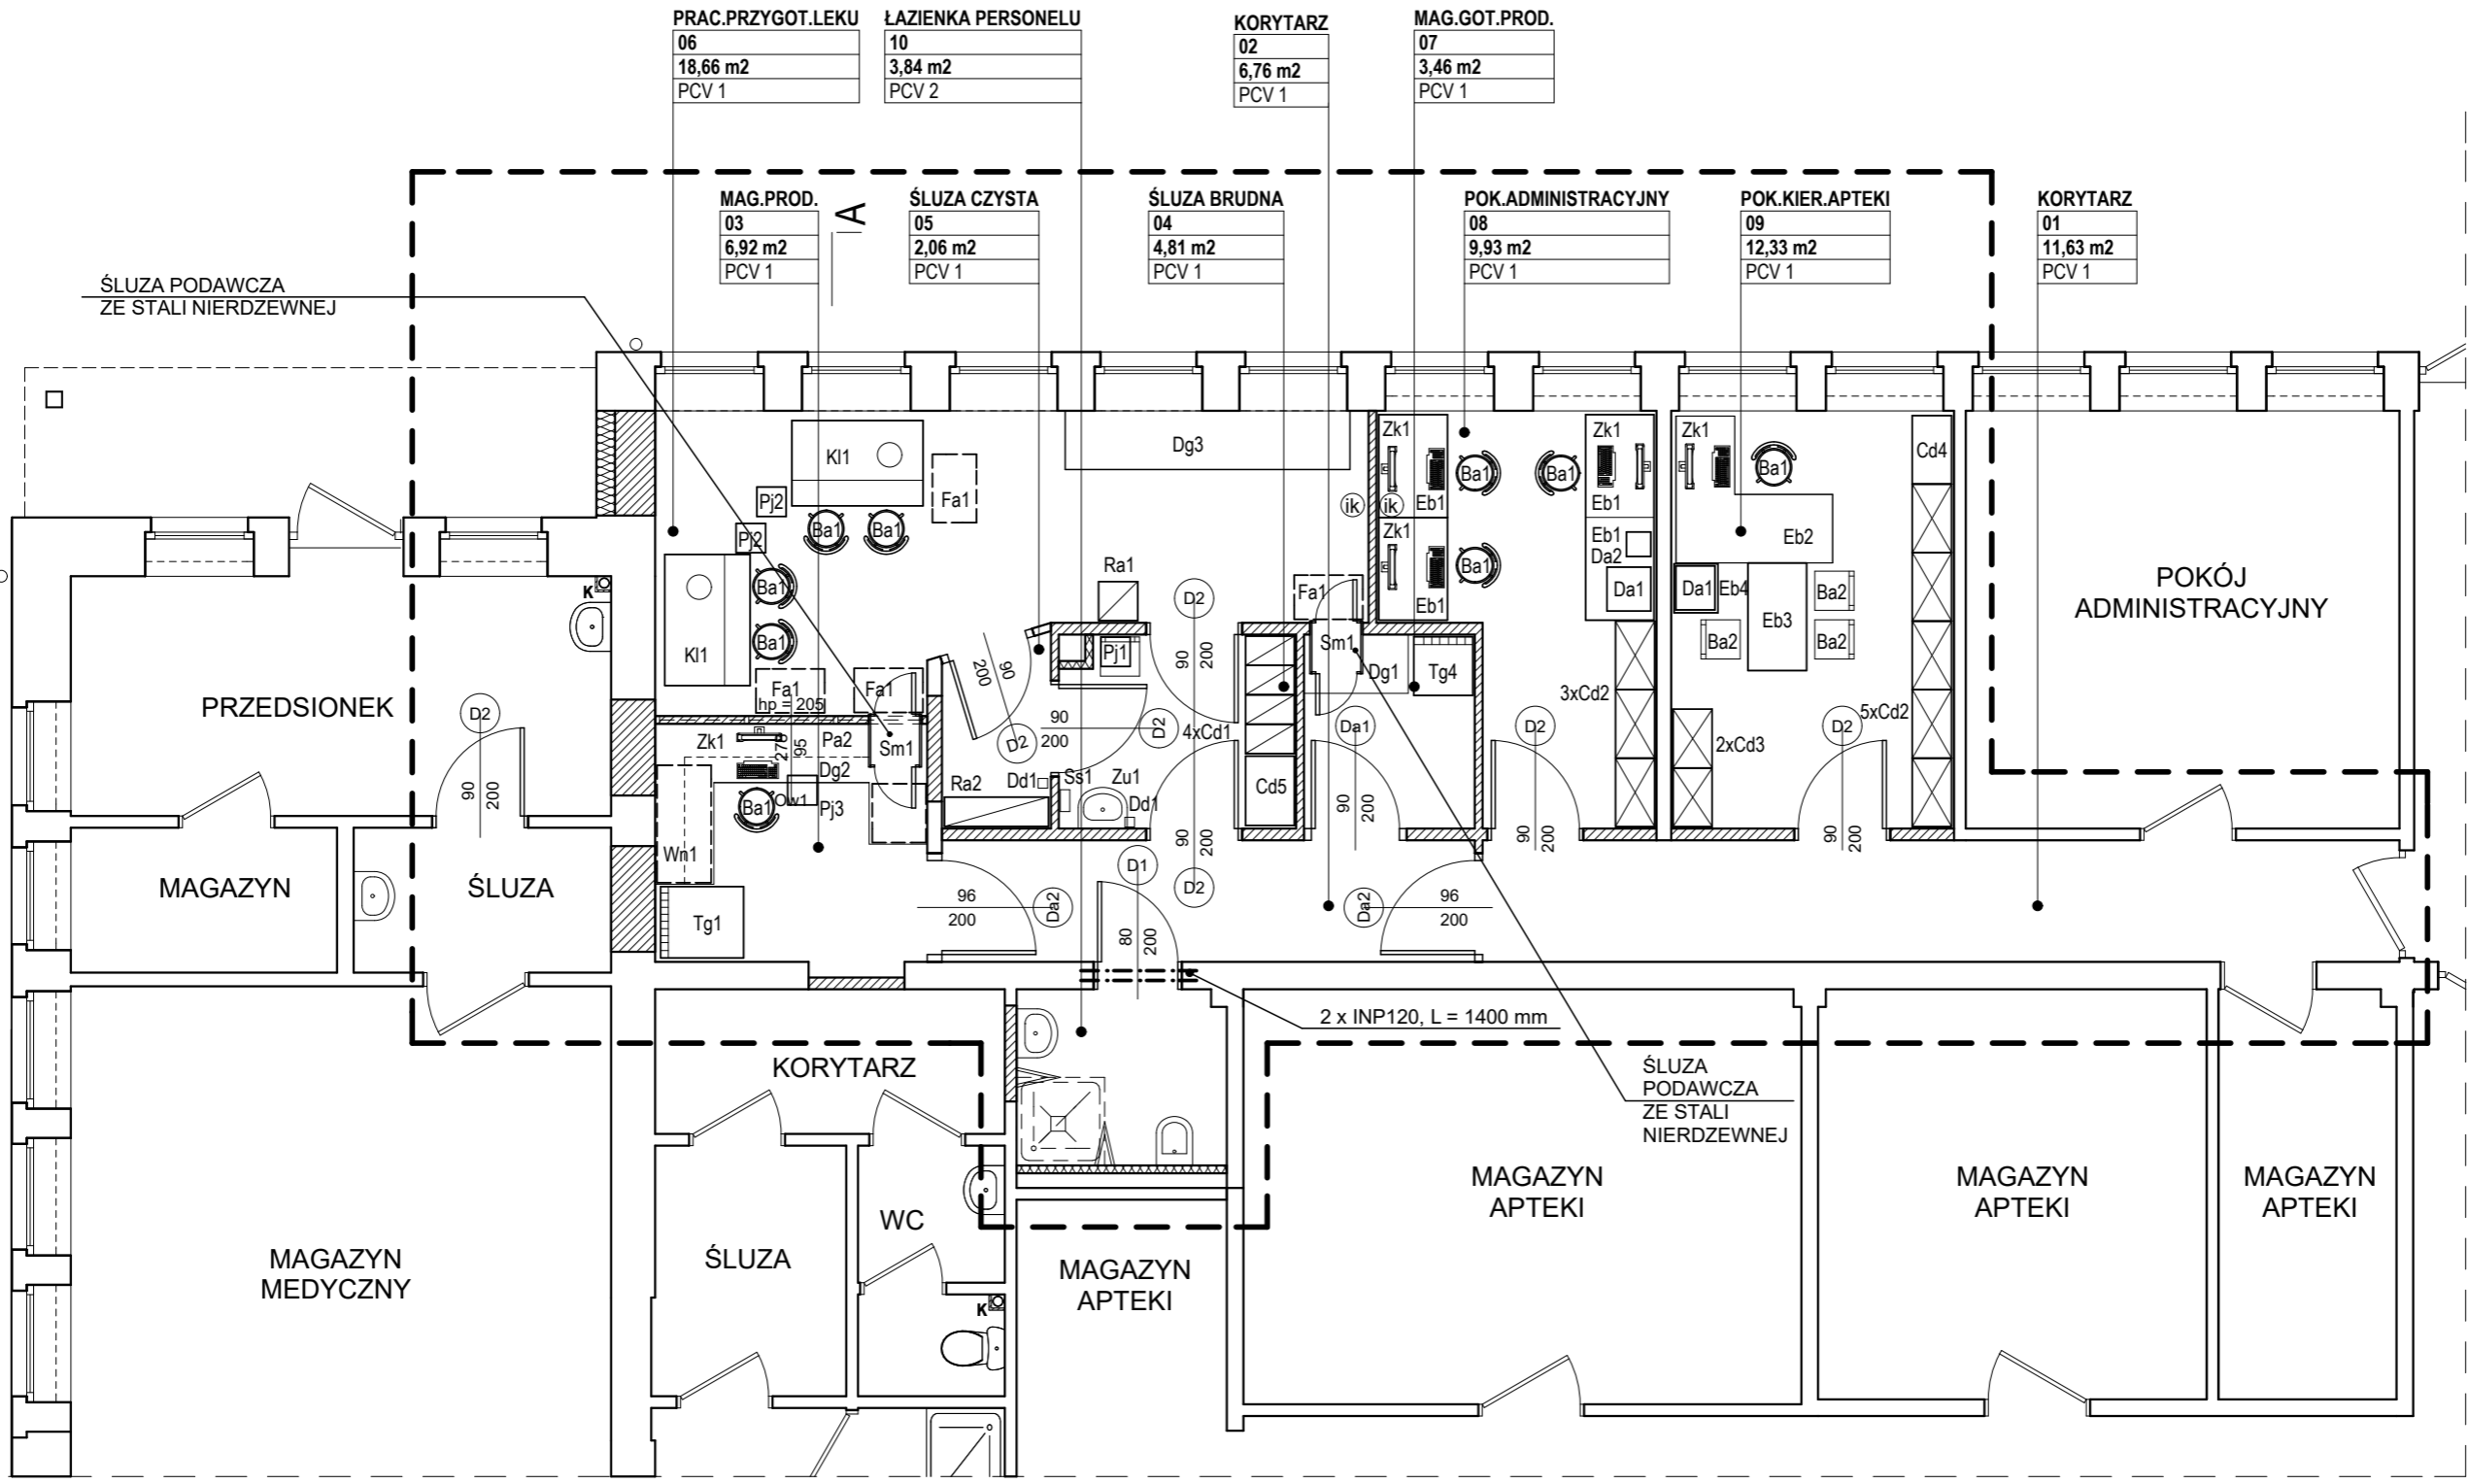 PRAC.PRZYGOT.LEKU
06
18,66 m2
PCV 1
ŁAZIENKA PERSONELU
10
3,84 m2
PCV 2
KORYTARZ
02
6,76 m2
PCV 1
MAG.GOT.PROD.
07
3,46 m2
PCV 1
MAG.PROD.
03
6,92 m2
PCV 1
A
ŚLUZA CZYSTA
05
2,06 m2
PCV 1
ŚLUZA BRUDNA
04
4,81 m2
PCV 1
POK.ADMINISTRACYJNY
08
9,93 m2
PCV 1
POK.KIER.APTEKI
09
12,33 m2
PCV 1
KORYTARZ
01
11,63 m2
PCV 1
ŚLUZA PODAWCZA
ZE STALI NIERDZEWNEJ
Kl1
Fa1
Dg3
Zk1
Zk1
Zk1
Cd4
Pj2
Ba1
Ba1
Ba1
Ba1
Ba1
Eb1
Eb1
ik
ik
Pj2
Zk1
Eb1
Da2
Eb2
Ba1
Ba1
Ba1
Eb1
Da1
Kl1
Ra1
D2
Fa1
Da1
Eb4
Eb3
Ba2
Ba2
Ba2
POKÓJ
ADMINISTRACYJNY
K
PRZEDSIONEK
D2
90
200
Fa1
hp = 205
Fa1
90
200
Pj1
90
200
Sm1
Dg1
Tg4
3xCd2
5xCd2
2xCd3
Zk1
278
95
Pa2
Sm1
Dg2
D2
90
200
D2
4xCd1
Da1
D2
D2
Ow1
Ba1
Pj3
Ra2
Dd1
Ss1
Zu1
Dd1
Cd5
90
200
90
200
90
200
90
200
Wn1
Tg1
MAGAZYN
ŚLUZA
96
200
Da2
D1
D2
80
200
Da2
96
200
2 x INP120, L = 1400 mm
KORYTARZ
ŚLUZA
PODAWCZA
ZE STALI
NIERDZEWNEJ
MAGAZYN
MEDYCZNY
ŚLUZA
WC
K
MAGAZYN
APTEKI
MAGAZYN
APTEKI
MAGAZYN
APTEKI
MAGAZYN
APTEKI